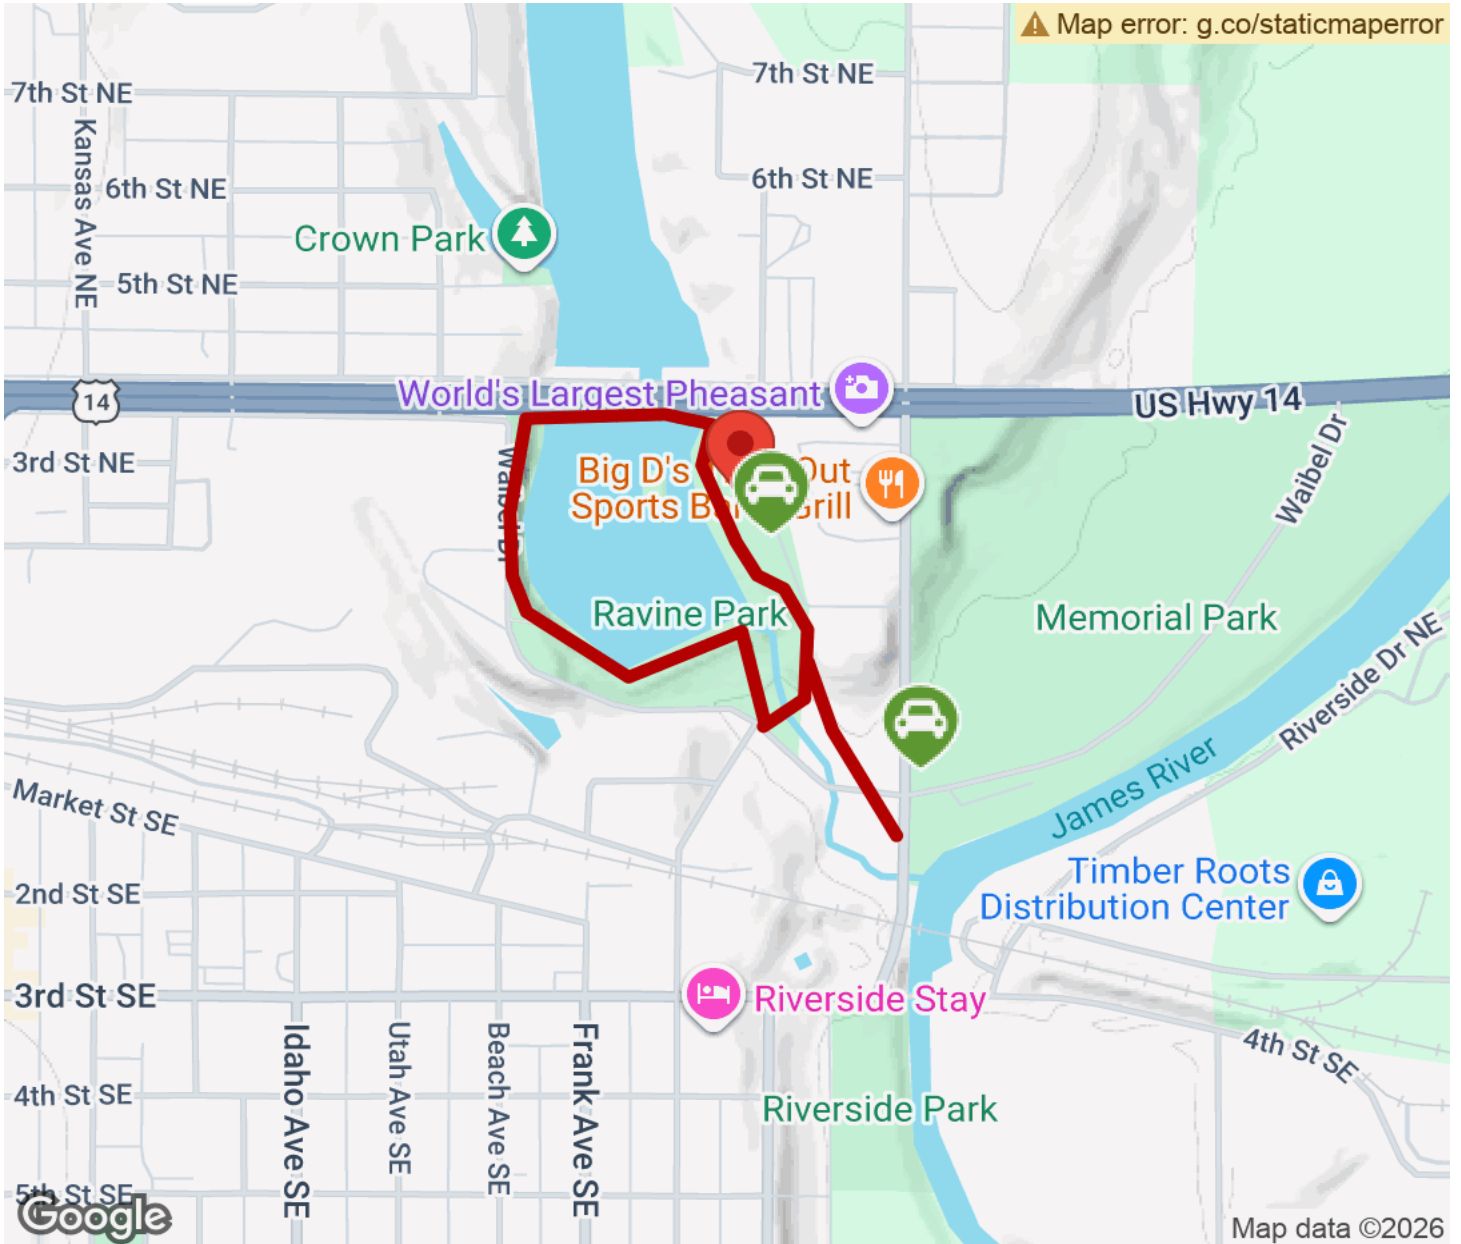 Map error: g.co/staticmaperror
7th St NE
7th St NE
Kansas Ave NE
6th St NE
6th St NE
Crown Park
5th St NE
World's Largest Pheasant
14
US Hwy 14
3rd St NE
Waibel Dr
Big D's Out
Sports Bar Grill
Waibel Dr
Ravine Park
Memorial Park
Riverside Dr NE
James River
Market St SE
Timber Roots
Distribution Center
2nd St SE
3rd St SE
Riverside Stay
Idaho Ave SE
Utah Ave SE
Beach Ave SE
Frank Ave SE
4th St SE
4th St SE
Riverside Park
5th St SE
Google
Map data ©2026